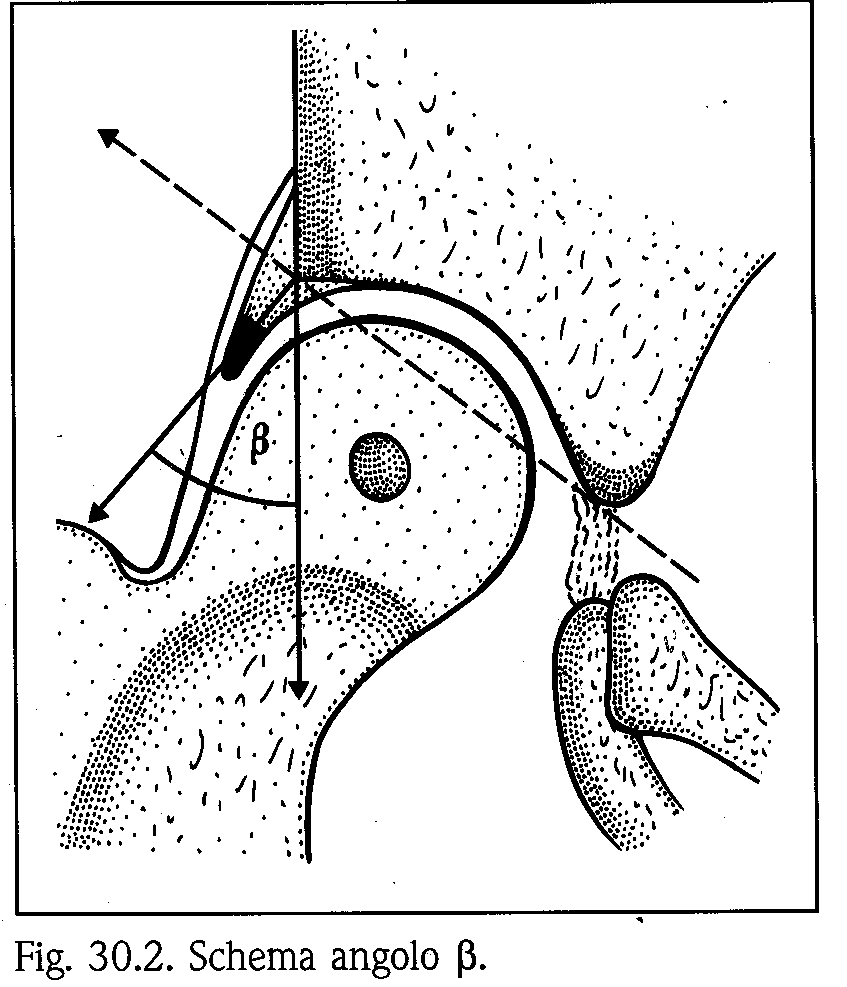 β
Fig. 30.2. Schema angolo β.